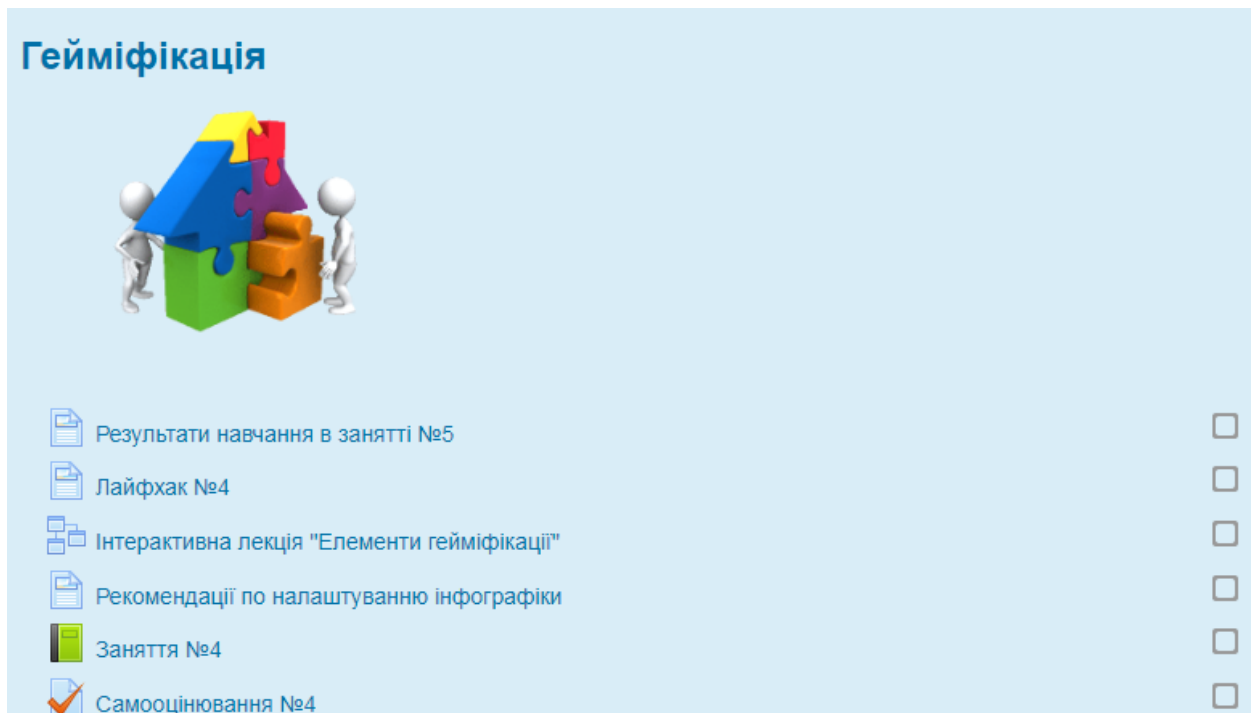 Гейміфікація
Результати навчання в занятті №5
Лайфхак №4
Інтерактивна лекція "Елементи гейміфікації"
Рекомендації по налаштуванню інфографіки
Заняття №4
Самооцінювання №4